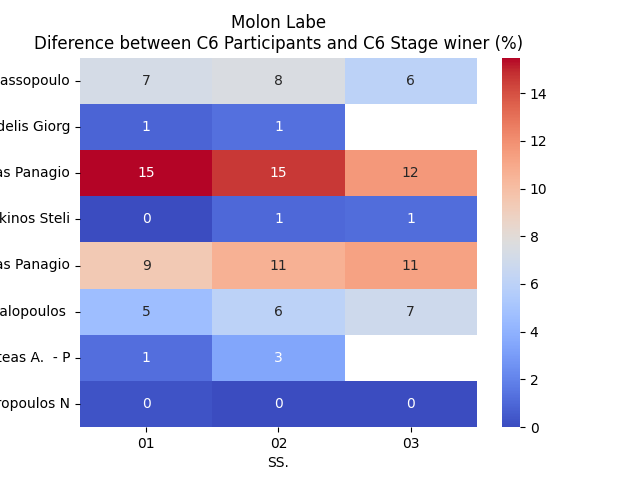 Molon Labe
Diference between C6 Participants and C6 Stage winer (%)
assopoulo 7 8 6
delis Giorg 1 1
as Panagio 15 15 12
kinos Steli 0 1 1
as Panagio 9 11 11
alopoulos 5 6 7
teas A. - P 1 3
ropoulos N 0 0 0
01 02 03
SS.
14
12
10
8
6
4
2
0